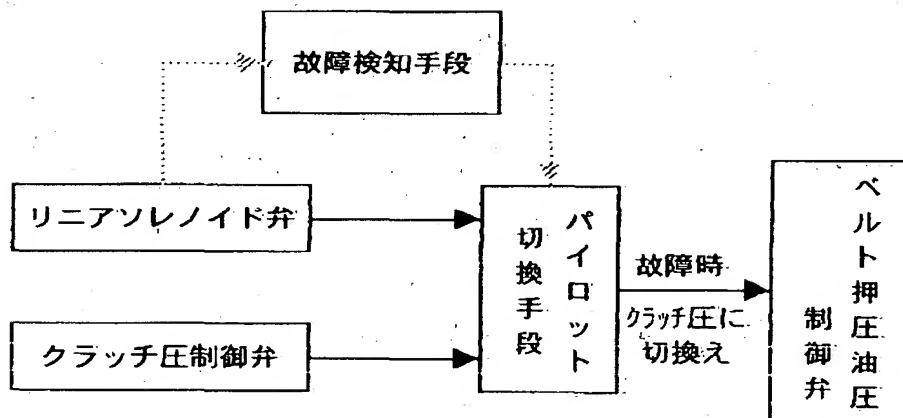 故障検知手段
リニアソレノイド弁
クラッチ圧制御弁
パイロット
切換手段
故障時
クラッチ圧に
切換え
ベルト押圧油圧
制御弁